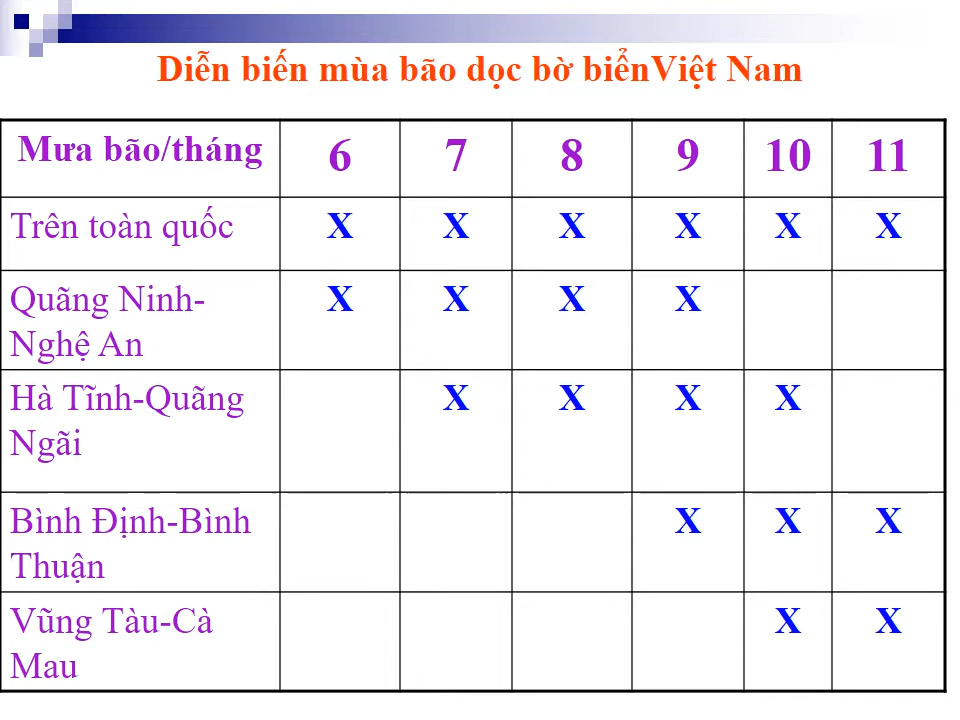 Diễn biến mùa bão dọc bờ biểnViệt Nam
Mưa bão/tháng 6 7 8 9 10 11
Trên toàn quốc X X X X X X
Quãng Ninh- X X X X
Nghệ An
Hà Tĩnh-Quãng X X X X
Ngãi
Bình Định-Bình X X X
Thuận
Vũng Tàu-Cà X X
Mau